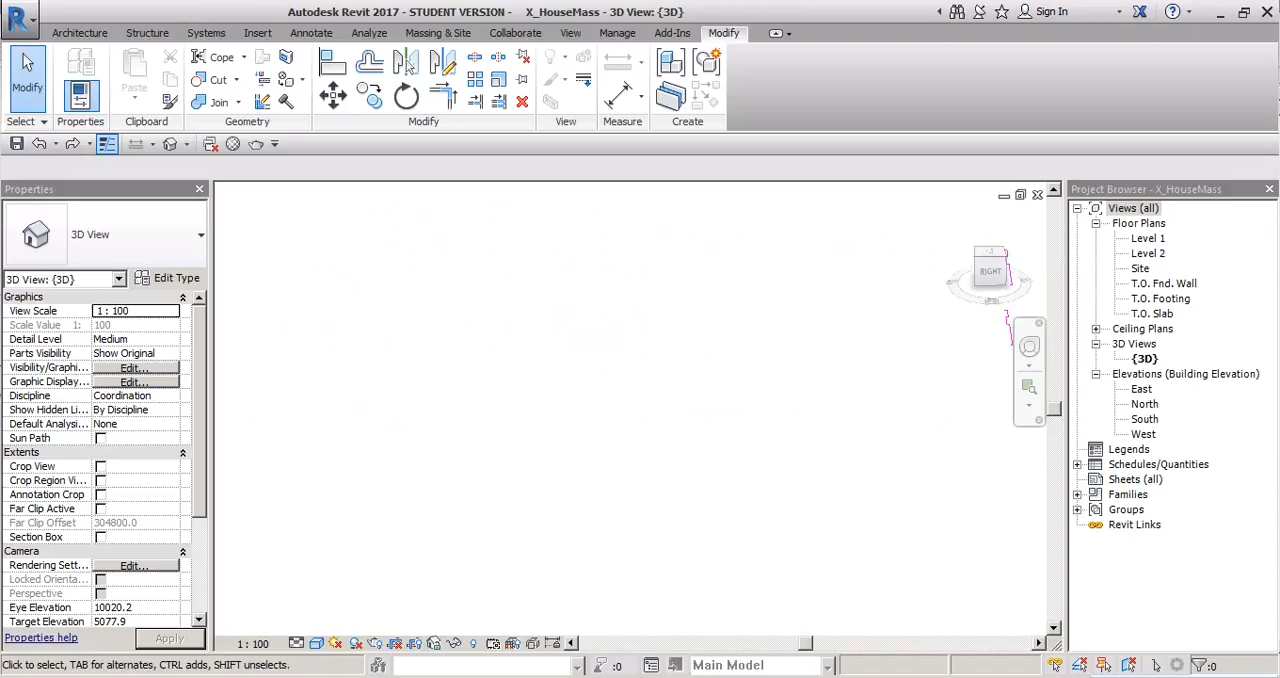 Autodesk Revit 2017 - STUDENT VERSION - X_HouseMass - 3D View: {3D}
Sign In
Architecture Structure Systems Insert Annotate Analyze Massing & Site Collaborate View Manage Add-Ins Modify
Modify
Paste
Cope
Cut
Join
Select Properties Clipboard Geometry Modify View Measure Create
Properties
3D View
3D View: {3D}
Edit Type
Graphics
View Scale 1 : 100
Scale Value 1: 100
Detail Level Medium
Parts Visibility Show Original
Visibility/Graphi... Edit...
Graphic Display... Edit...
Discipline Coordination
Show Hidden Li... By Discipline
Default Analysi... None
Sun Path
Extents
Crop View
Crop Region Vi...
Annotation Crop
Far Clip Active
Far Clip Offset 304800.0
Section Box
Camera
Rendering Sett... Edit...
Locked Orienta...
Perspective
Eye Elevation 10020.2
Target Elevation 5077.9
Properties help
Apply
RIGHT
Project Browser - X_HouseMass
Views (all)
Floor Plans
Level 1
Level 2
Site
T.O. Fnd. Wall
T.O. Footing
T.O. Slab
Ceiling Plans
3D Views
{3D}
Elevations (Building Elevation)
East
North
South
West
Legends
Schedules/Quantities
Sheets (all)
Families
Groups
Revit Links
1 : 100
Click to select, TAB for alternates, CTRL adds, SHIFT unselects.
:0
Main Model
:0